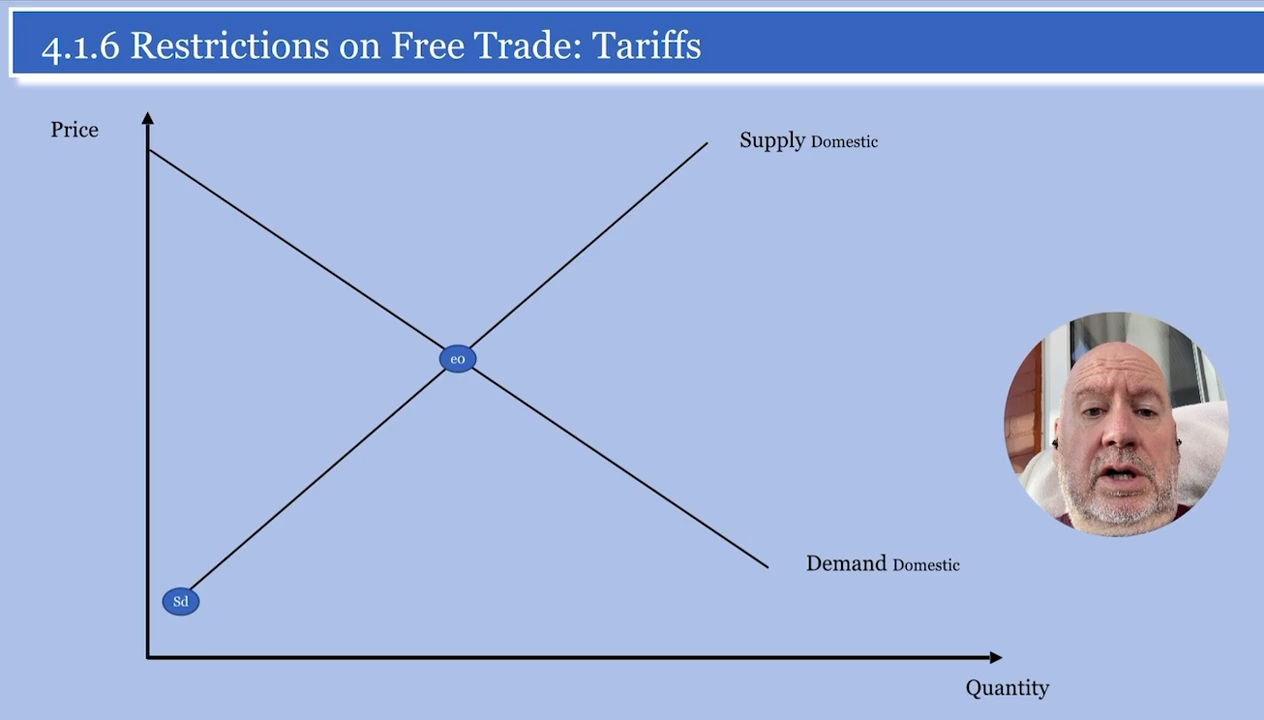 4.1.6 Restrictions on Free Trade: Tariffs
Price
Supply Domestic
eo
Demand Domestic
Sd
Quantity